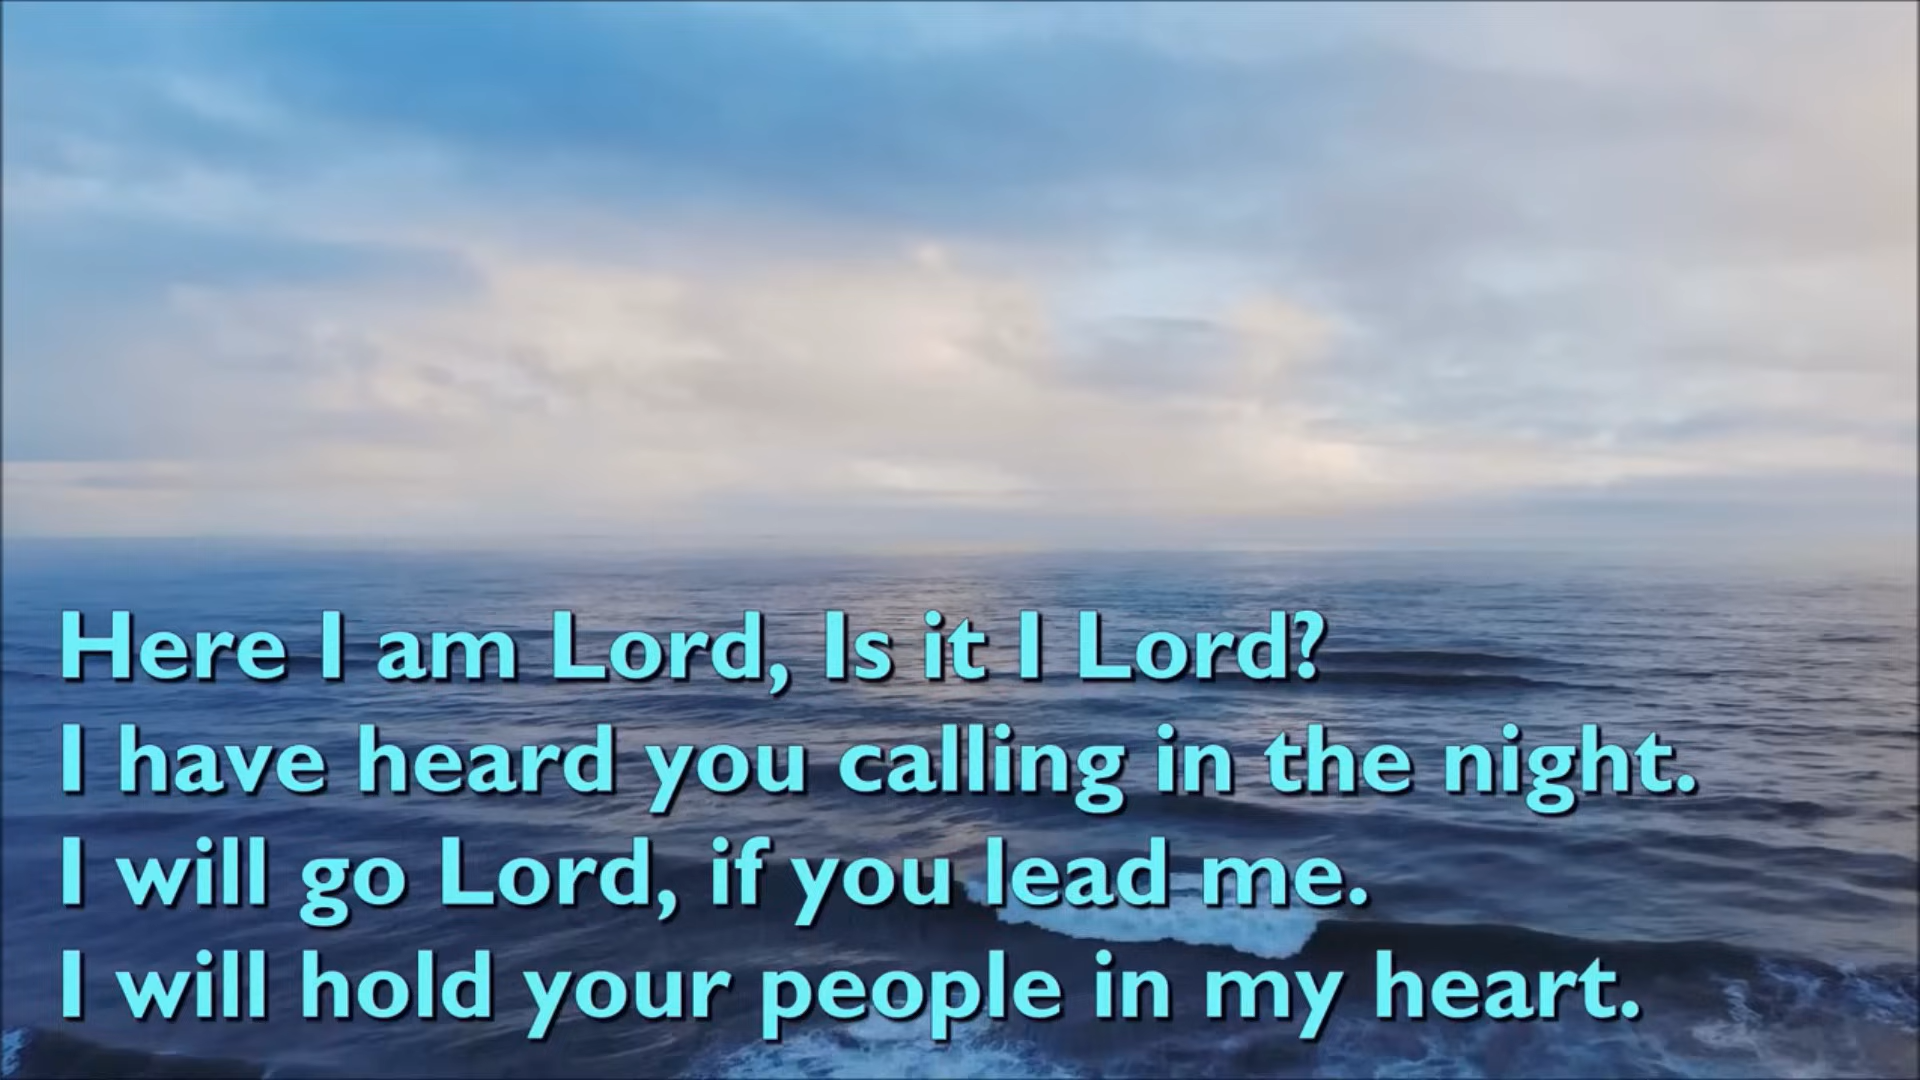 Here I am Lord, Is it I Lord?
I have heard you calling in the night.
I will go Lord, if you lead me.
I will hold your people in my heart.